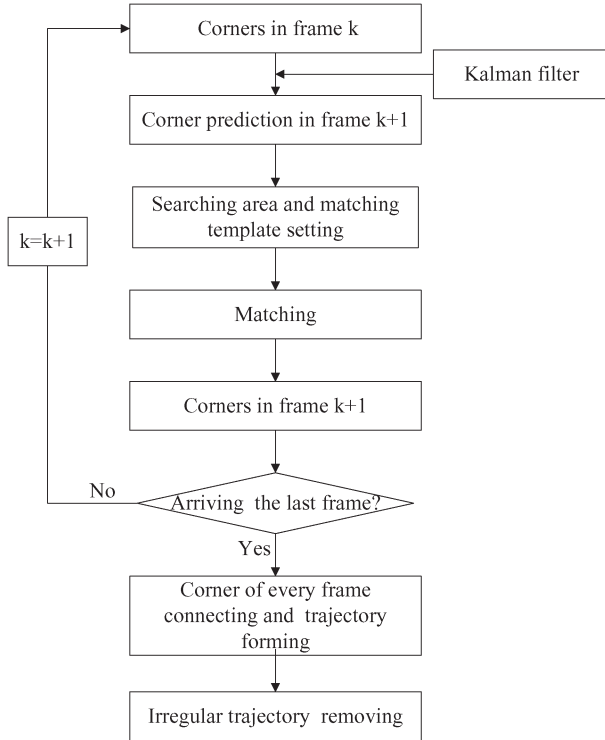 Corners in frame k
Kalman filter
Corner prediction in frame k+1
Searching area and matching
template setting
k=k+1
Matching
Corners in frame k+1
No
Arriving the last frame?
Yes
Corner of every frame
connecting and trajectory
forming
Irregular trajectory removing